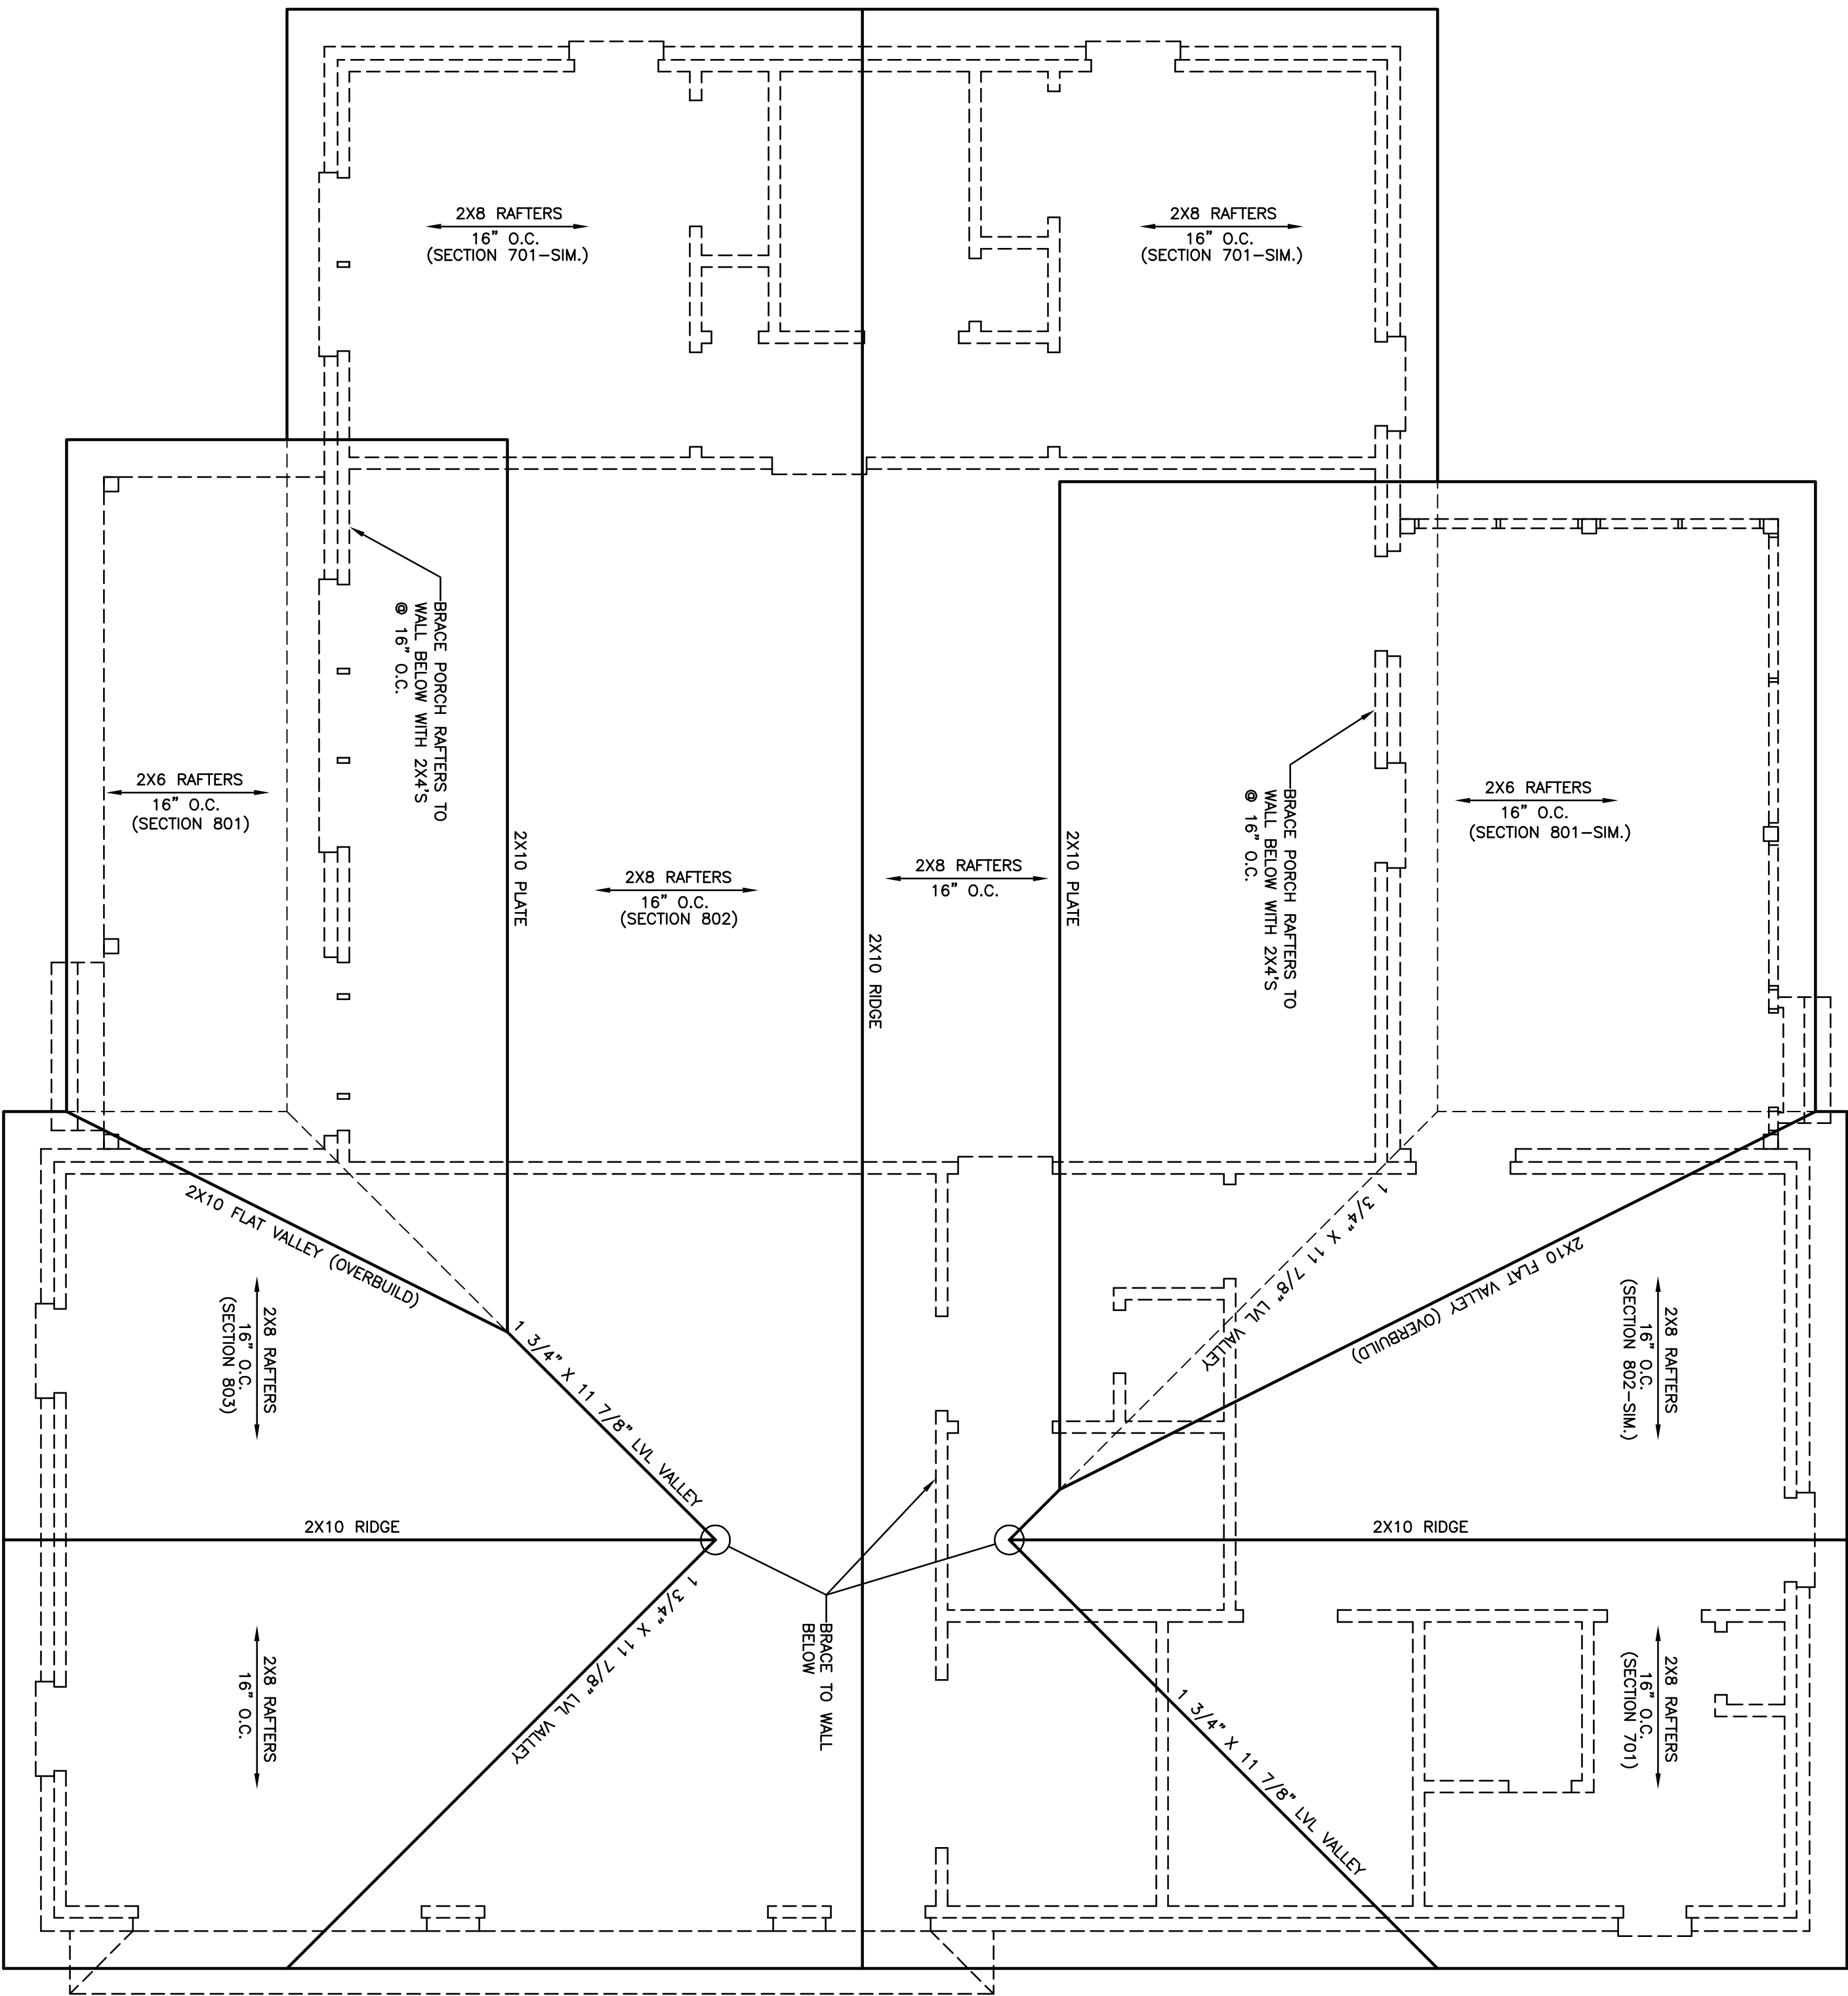 2X8 RAFTERS
16" O.C.
(SECTION 701-SIM.)
2X8 RAFTERS
16" O.C.
(SECTION 701-SIM.)
BRACE PORCH RAFTERS TO
WALL BELOW WITH 2X4'S
@ 16" O.C.
2X6 RAFTERS
16" O.C.
(SECTION 801)
2X10 PLATE
2X8 RAFTERS
16" O.C.
(SECTION 802)
2X8 RAFTERS
16" O.C.
2X10 RIDGE
2X10 PLATE
BRACE PORCH RAFTERS TO
WALL BELOW WITH 2X4'S
@ 16" O.C.
2X6 RAFTERS
16" O.C.
(SECTION 801-SIM.)
2X10 FLAT VALLEY (OVERBUILD)
1 3/4" X 11 7/8" LVL VALLEY
2X10 FLAT VALLEY (OVERBUILD)
2X8 RAFTERS
16" O.C.
(SECTION 803)
1 3/4" X 11 7/8" LVL VALLEY
2X8 RAFTERS
16" O.C.
(SECTION 802-SIM.)
2X10 RIDGE
2X10 RIDGE
1 3/4" X 11 7/8" LVL VALLEY
BRACE TO WALL
BELOW
2X8 RAFTERS
16" O.C.
1 3/4" X 11 7/8" LVL VALLEY
2X8 RAFTERS
16" O.C.
(SECTION 701)